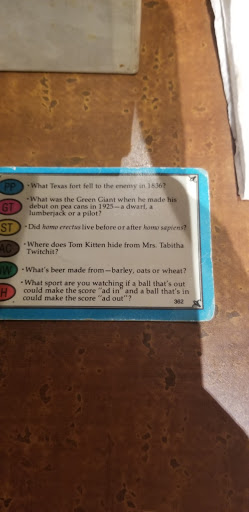 PP · What Texas fort fell to the enemy in 1836?
GT · What was the Green Giant when he made his
debut on pea cans in 1925—a dwarf, a
lumberjack or a pilot?
ST · Did homo erectus live before or after homo sapiens?
AC · Where does Tom Kitten hide from Mrs. Tabitha
Twitchit?
NW · What's beer made from—barley, oats or wheat?
H · What sport are you watching if a ball that's out
could make the score "ad in" and a ball that's in
could make the score "ad out"?
362